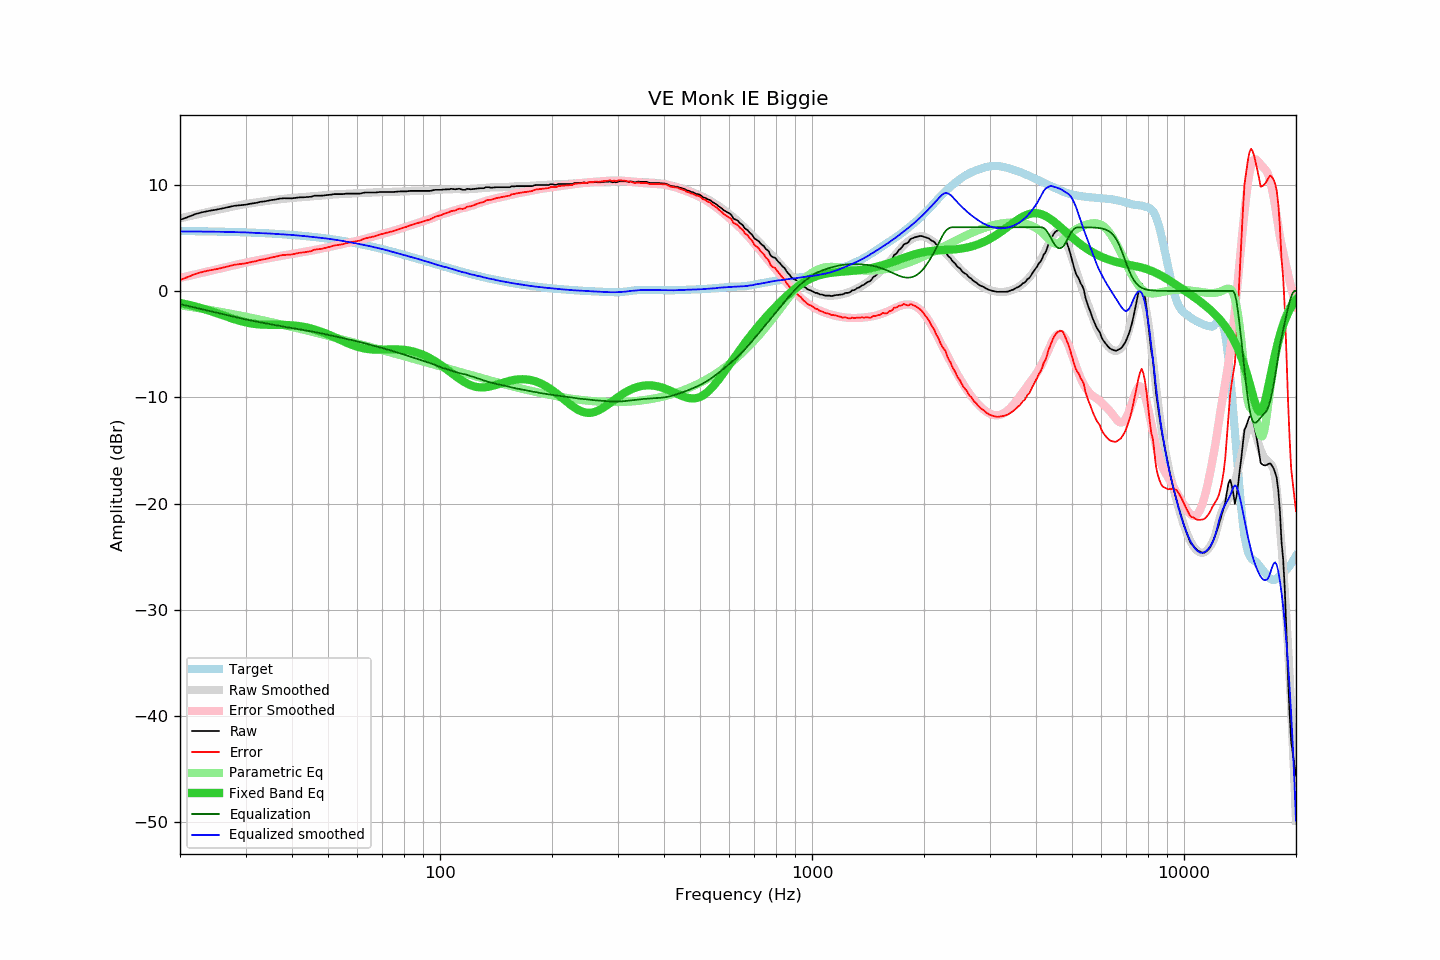 VE Monk IE Biggie
Amplitude (dBr)
10
0
−10
−20
−30
−40
−50
Target
Raw Smoothed
Error Smoothed
Raw
Error
Parametric Eq
Fixed Band Eq
Equalization
Equalized smoothed
100
1000
10000
Frequency (Hz)